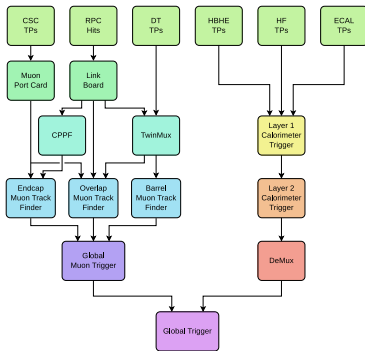 CSC
TPs
RPC
Hits
DT
TPs
HBHE
TPs
HF
TPs
ECAL
TPs
Muon
Port Card
Link
Board
CPPF
TwinMux
Layer 1
Calorimeter
Trigger
Endcap
Muon Track
Finder
Overlap
Muon Track
Finder
Barrel
Muon Track
Finder
Layer 2
Calorimeter
Trigger
Global
Muon Trigger
DeMux
Global Trigger